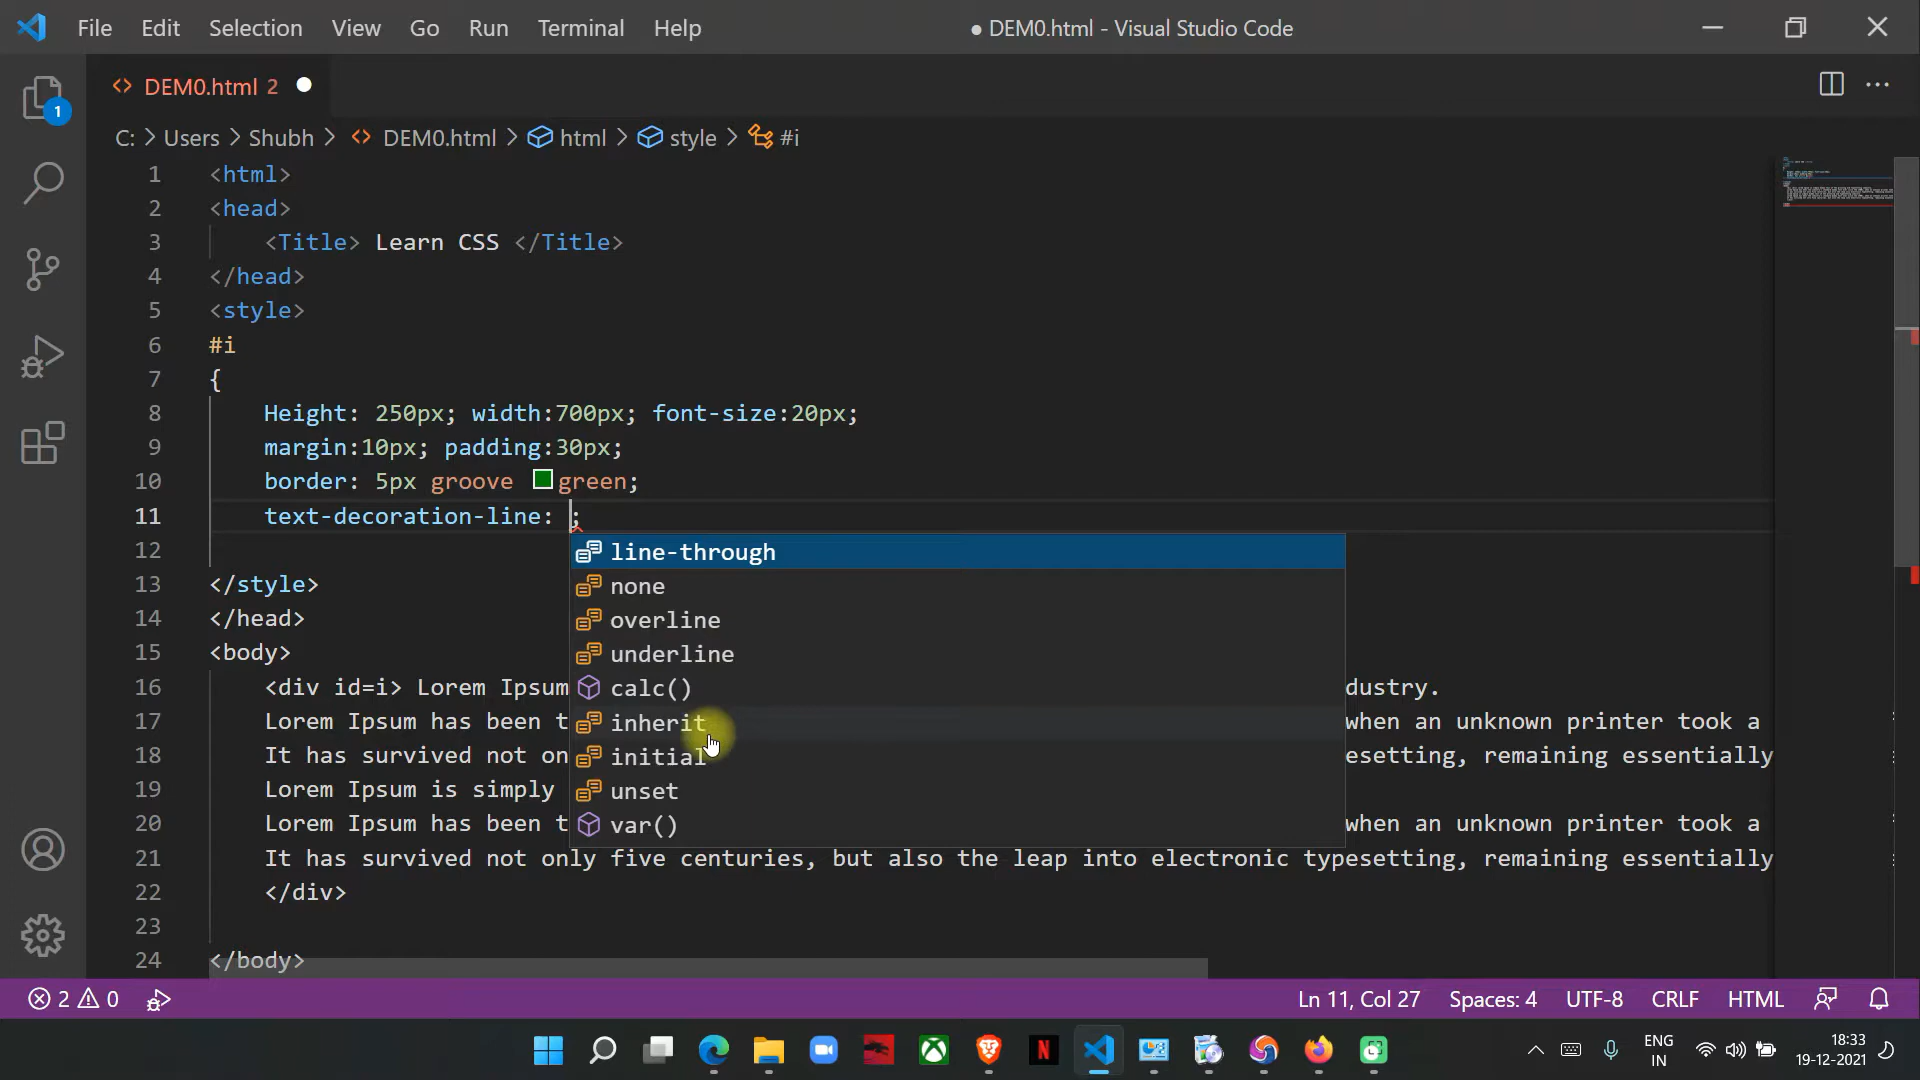 File Edit Selection View Go Run Terminal Help ● DEM0.html - Visual Studio Code
DEM0.html 2
1
C: > Users > Shubh > DEM0.html > html > style > #i
1 <html>
2 <head>
3 <Title> Learn CSS </Title>
4 </head>
5 <style>
6 #i
7 {
8 Height: 250px; width:700px; font-size:20px;
9 margin:10px; padding:30px;
10 border: 5px groove green;
11 text-decoration-line: ;
12
line-through
none
overline
underline
calc()
inherit
initial
unset
var()
13 </style>
14 </head>
15 <body>
16 <div id=i> Lorem Ipsum dustry.
17 Lorem Ipsum has been t when an unknown printer took a
18 It has survived not on esetting, remaining essentially
19 Lorem Ipsum is simply
20 Lorem Ipsum has been t when an unknown printer took a
21 It has survived not only five centuries, but also the leap into electronic typesetting, remaining essentially
22 </div>
23
24 </body>
2 0 Ln 11, Col 27 Spaces: 4 UTF-8 CRLF HTML
ENG
IN
18:33
19-12-2021